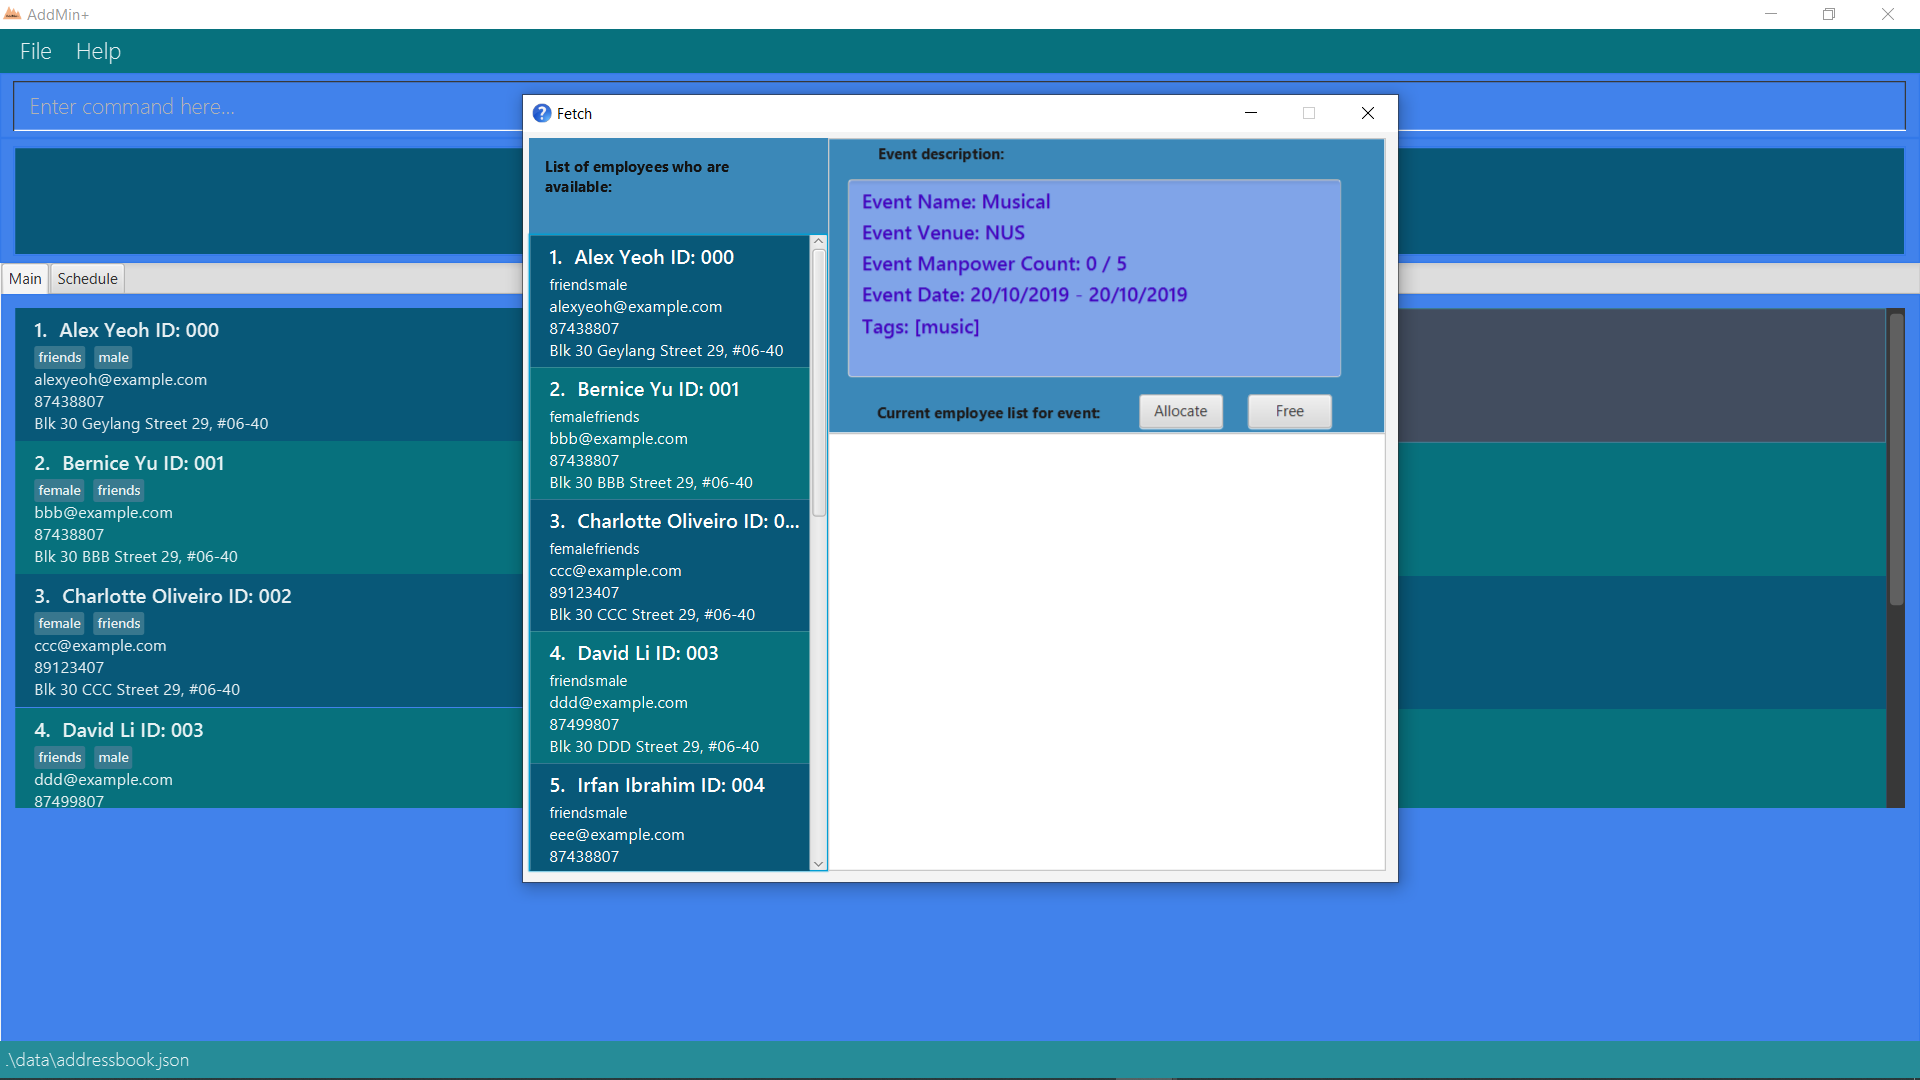 AddMin+
File Help
Enter command here...
Main Schedule
1. Alex Yeoh ID: 000
friends male
alexyeoh@example.com
87438807
Blk 30 Geylang Street 29, #06-40
2. Bernice Yu ID: 001
female friends
bbb@example.com
87438807
Blk 30 BBB Street 29, #06-40
3. Charlotte Oliveiro ID: 002
female friends
ccc@example.com
89123407
Blk 30 CCC Street 29, #06-40
4. David Li ID: 003
friends male
ddd@example.com
87499807
Fetch
List of employees who are
available:
1. Alex Yeoh ID: 000
friendsmale
alexyeoh@example.com
87438807
Blk 30 Geylang Street 29, #06-40
2. Bernice Yu ID: 001
femalefriends
bbb@example.com
87438807
Blk 30 BBB Street 29, #06-40
3. Charlotte Oliveiro ID: 0...
femalefriends
ccc@example.com
89123407
Blk 30 CCC Street 29, #06-40
4. David Li ID: 003
friendsmale
ddd@example.com
87499807
Blk 30 DDD Street 29, #06-40
5. Irfan Ibrahim ID: 004
friendsmale
eee@example.com
87438807
Event description:
Event Name: Musical
Event Venue: NUS
Event Manpower Count: 0 / 5
Event Date: 20/10/2019 - 20/10/2019
Tags: [music]
Current employee list for event: Allocate Free
.\data\addressbook.json